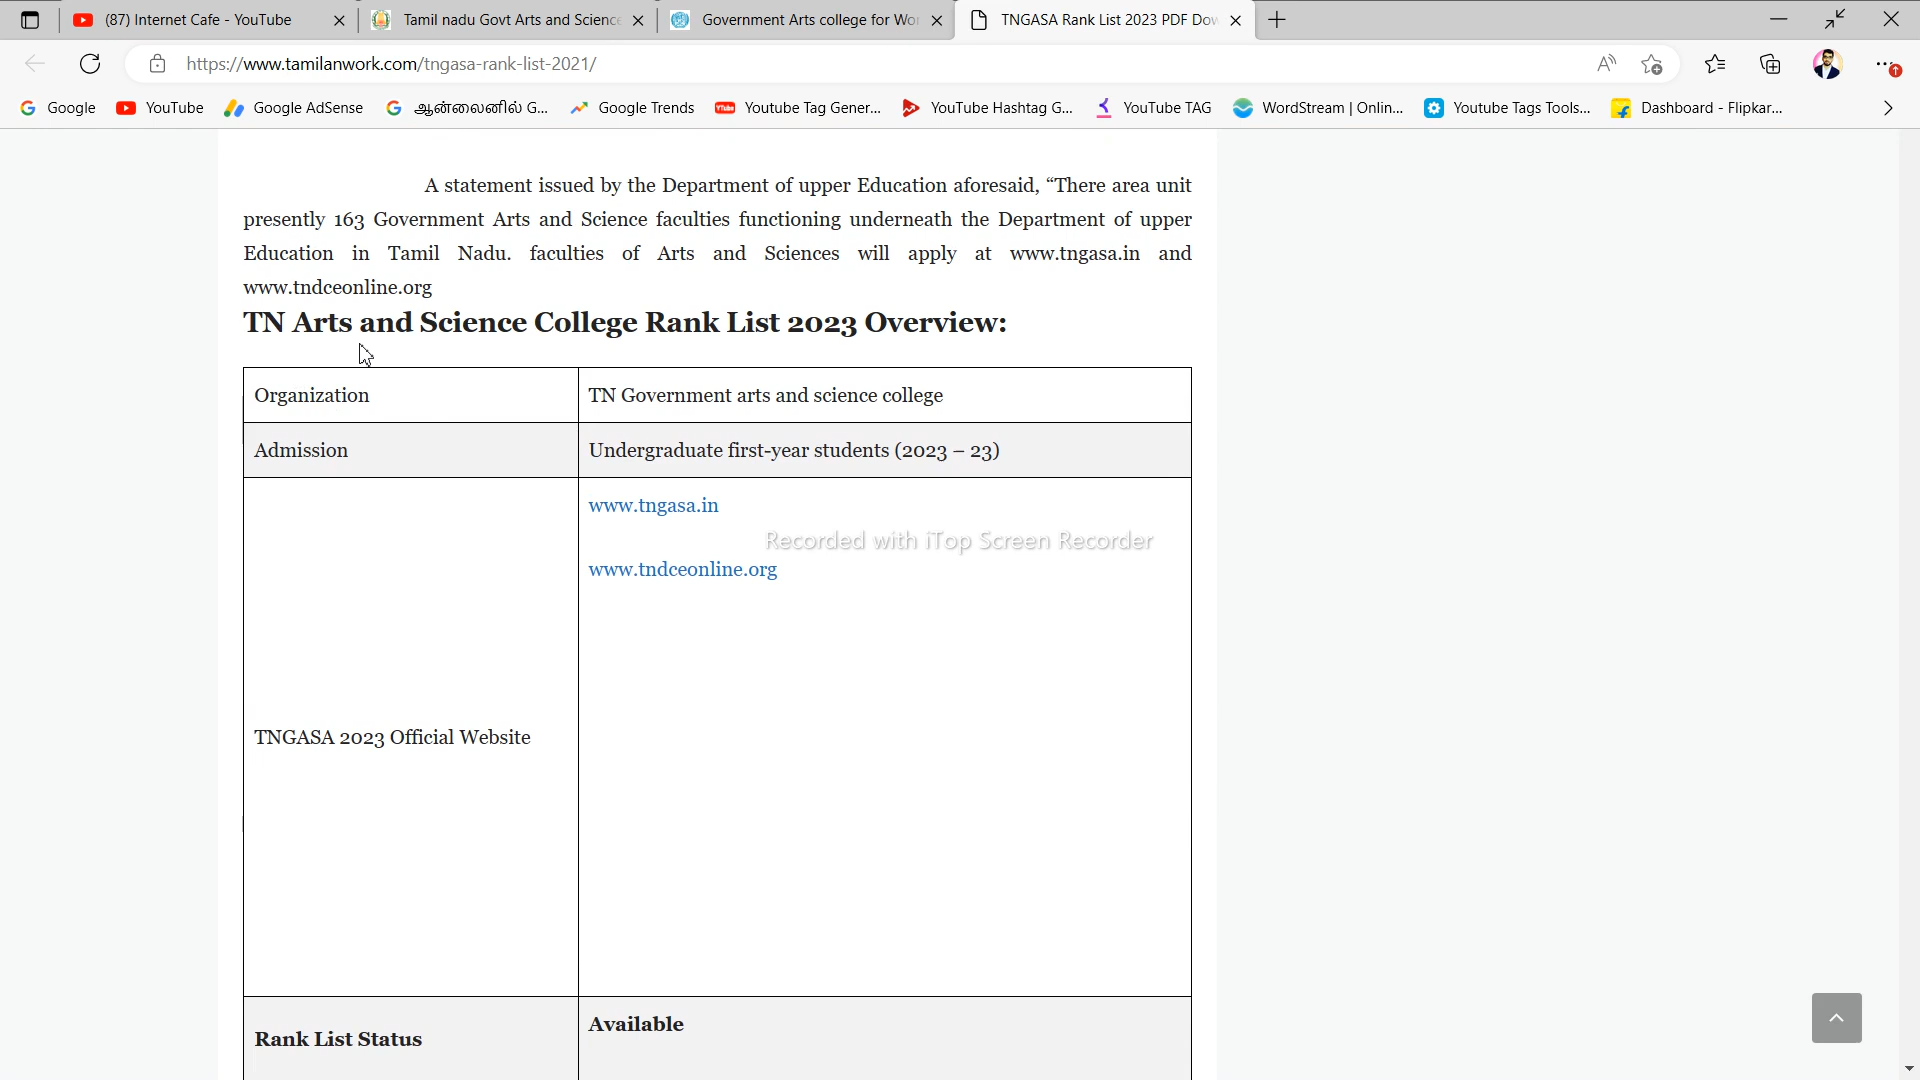 (87) Internet Cafe - YouTube
Tamil nadu Govt Arts and Science
Government Arts college for Wo
TNGASA Rank List 2023 PDF Dow
https://www.tamilanwork.com/tngasa-rank-list-2021/
Google
YouTube
Google AdSense
ஆன்லைனில் G...
Google Trends
Youtube Tag Gener...
YouTube Hashtag G...
YouTube TAG
WordStream | Onlin...
Youtube Tags Tools...
Dashboard - Flipkar...
A statement issued by the Department of upper Education aforesaid, “There area unit
presently 163 Government Arts and Science faculties functioning underneath the Department of upper
Education in Tamil Nadu. faculties of Arts and Sciences will apply at www.tngasa.in and
www.tndceonline.org
TN Arts and Science College Rank List 2023 Overview:
Organization
TN Government arts and science college
Admission
Undergraduate first-year students (2023 – 23)
www.tngasa.in
Recorded with iTop Screen Recorder
www.tndceonline.org
TNGASA 2023 Official Website
Available
Rank List Status